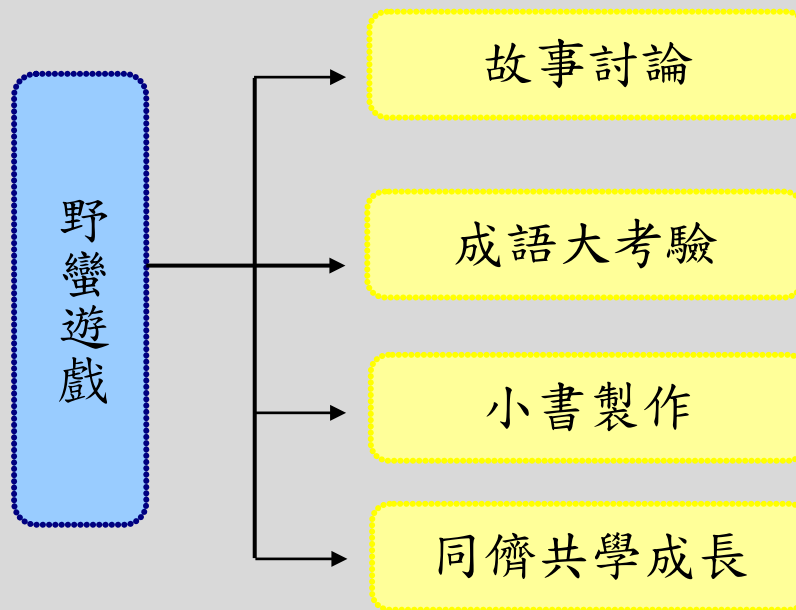 野蠻遊戲
故事討論
成語大考驗
小書製作
同儕共學成長